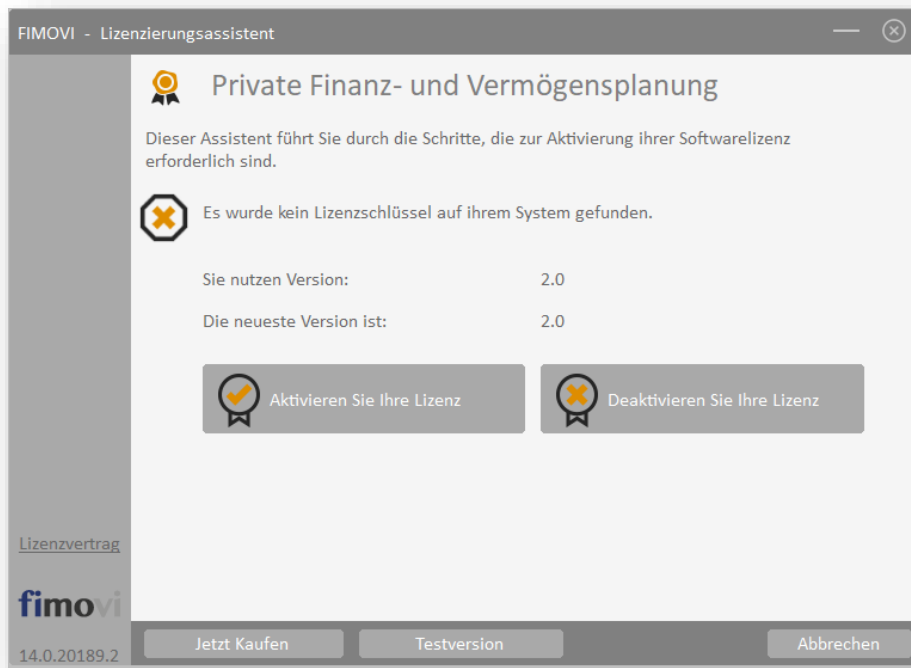 FIMOVI - Lizenzierungsassistent
Private Finanz- und Vermögensplanung
Dieser Assistent führt Sie durch die Schritte, die zur Aktivierung ihrer Softwarelizenz
erforderlich sind.
Es wurde kein Lizenzschlüssel auf ihrem System gefunden.
Sie nutzen Version: 2.0
Die neueste Version ist: 2.0
Aktivieren Sie Ihre Lizenz
Deaktivieren Sie Ihre Lizenz
Lizenzvertrag
fimovi
14.0.20189.2
Jetzt Kaufen
Testversion
Abbrechen